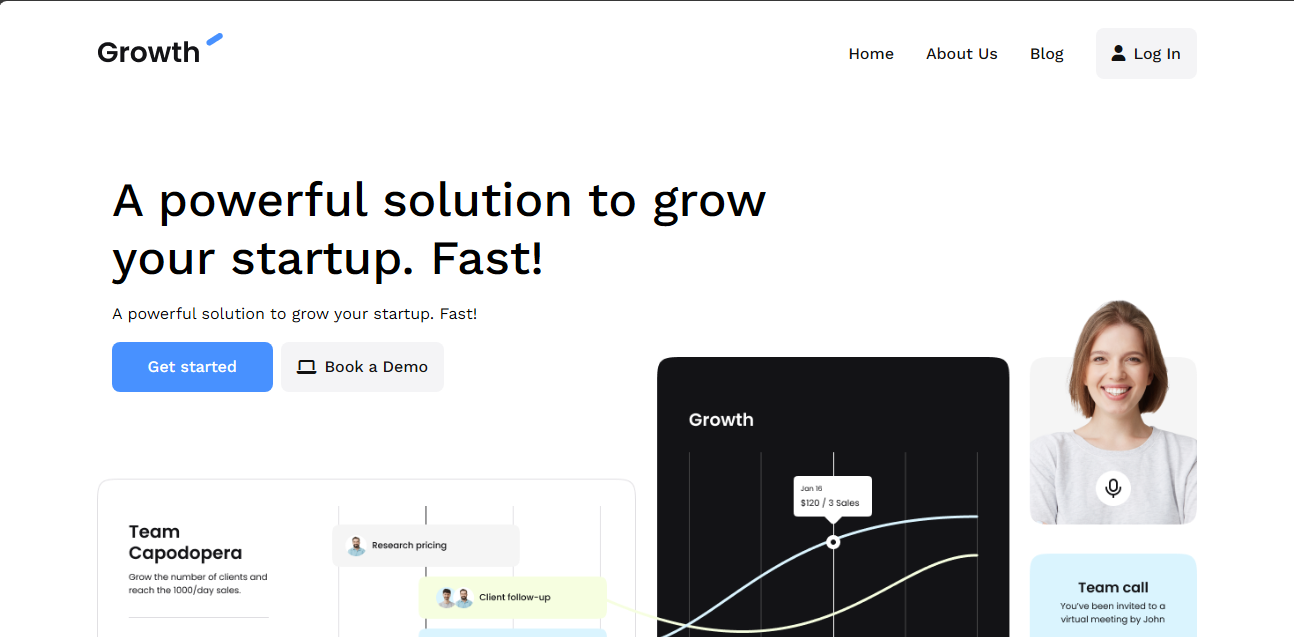 Growth
Home
About Us
Blog
Log In
A powerful solution to grow
your startup. Fast!
A powerful solution to grow your startup. Fast!
Get started
Book a Demo
Growth
Jan 16
$120 / 3 Sales
Team
Capodopera
Grow the number of clients and
reach the 1000/day sales.
Research pricing
Client follow-up
Team call
You've been invited to a
virtual meeting by John